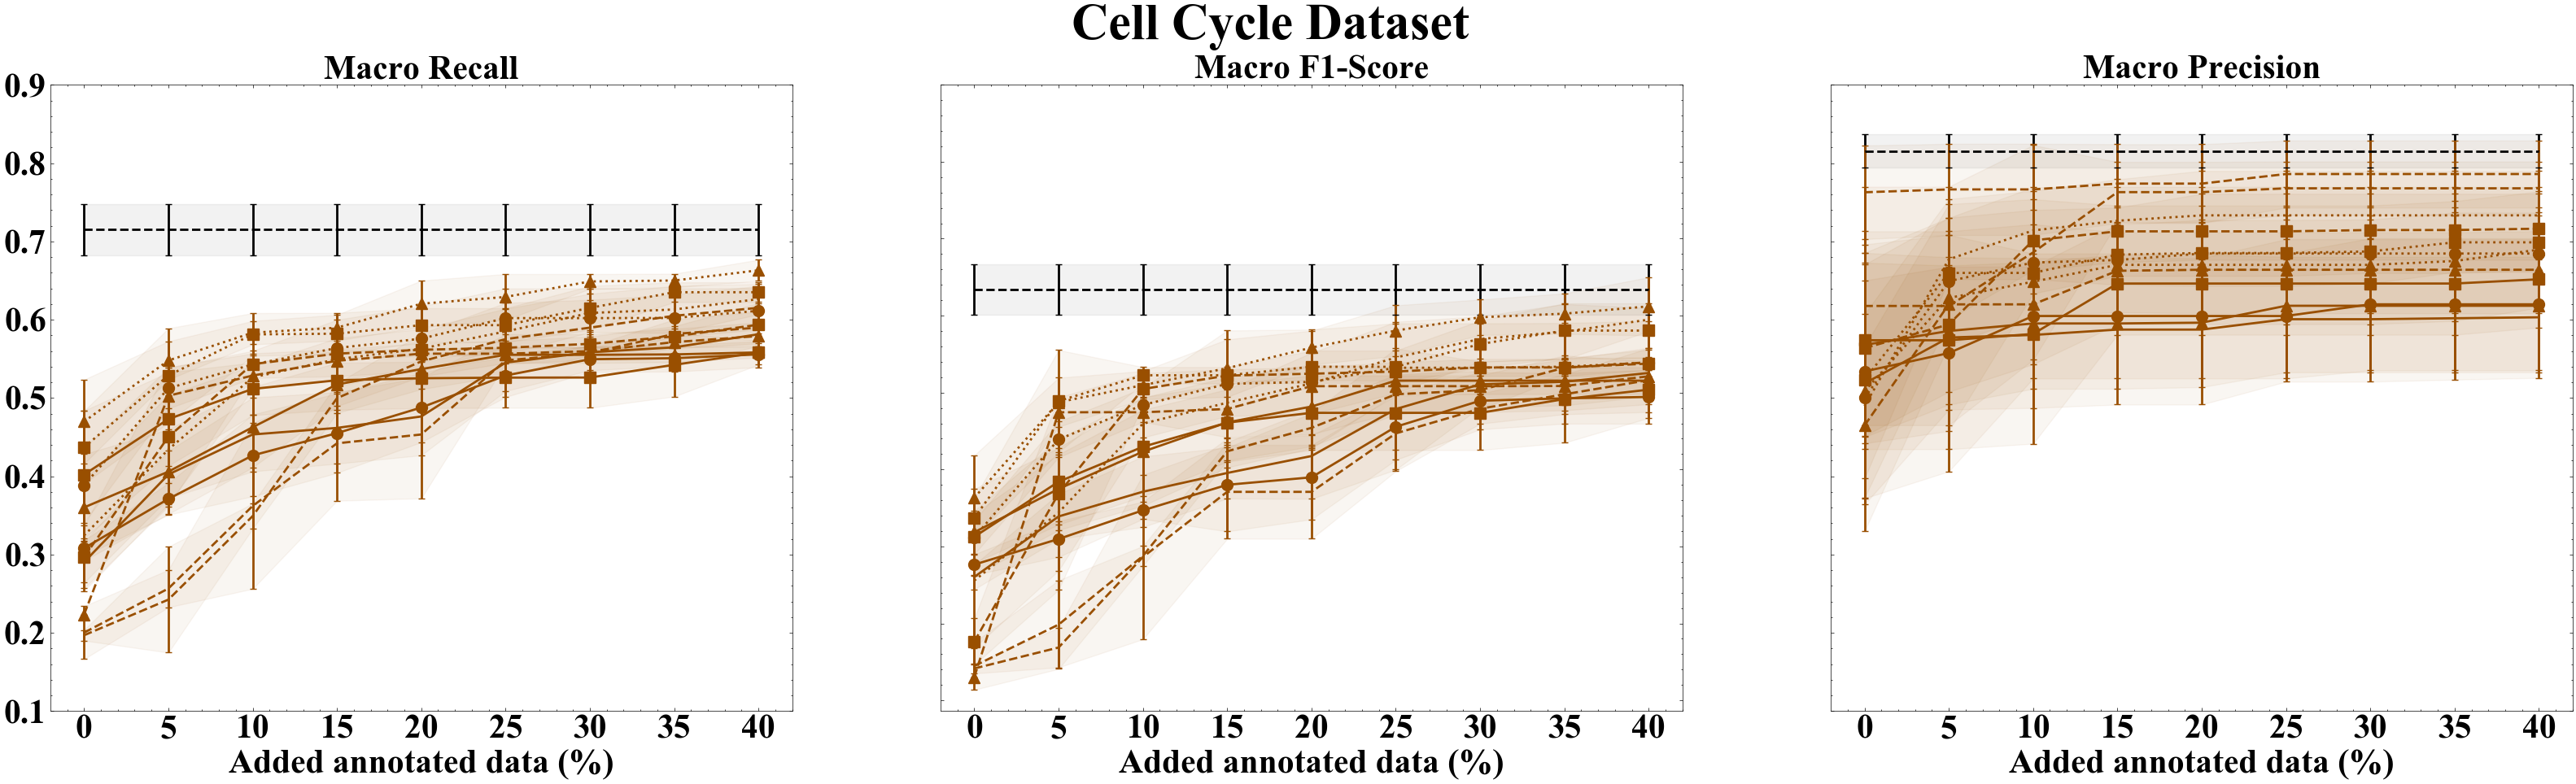 Cell Cycle Dataset
Macro Recall
Macro F1-Score
Macro Precision
0.9
0.8
0.7
0.6
0.5
0.4
0.3
0.2
0.1
0 5 10 15 20 25 30 35 40
0 5 10 15 20 25 30 35 40
0 5 10 15 20 25 30 35 40
Added annotated data (%)
Added annotated data (%)
Added annotated data (%)